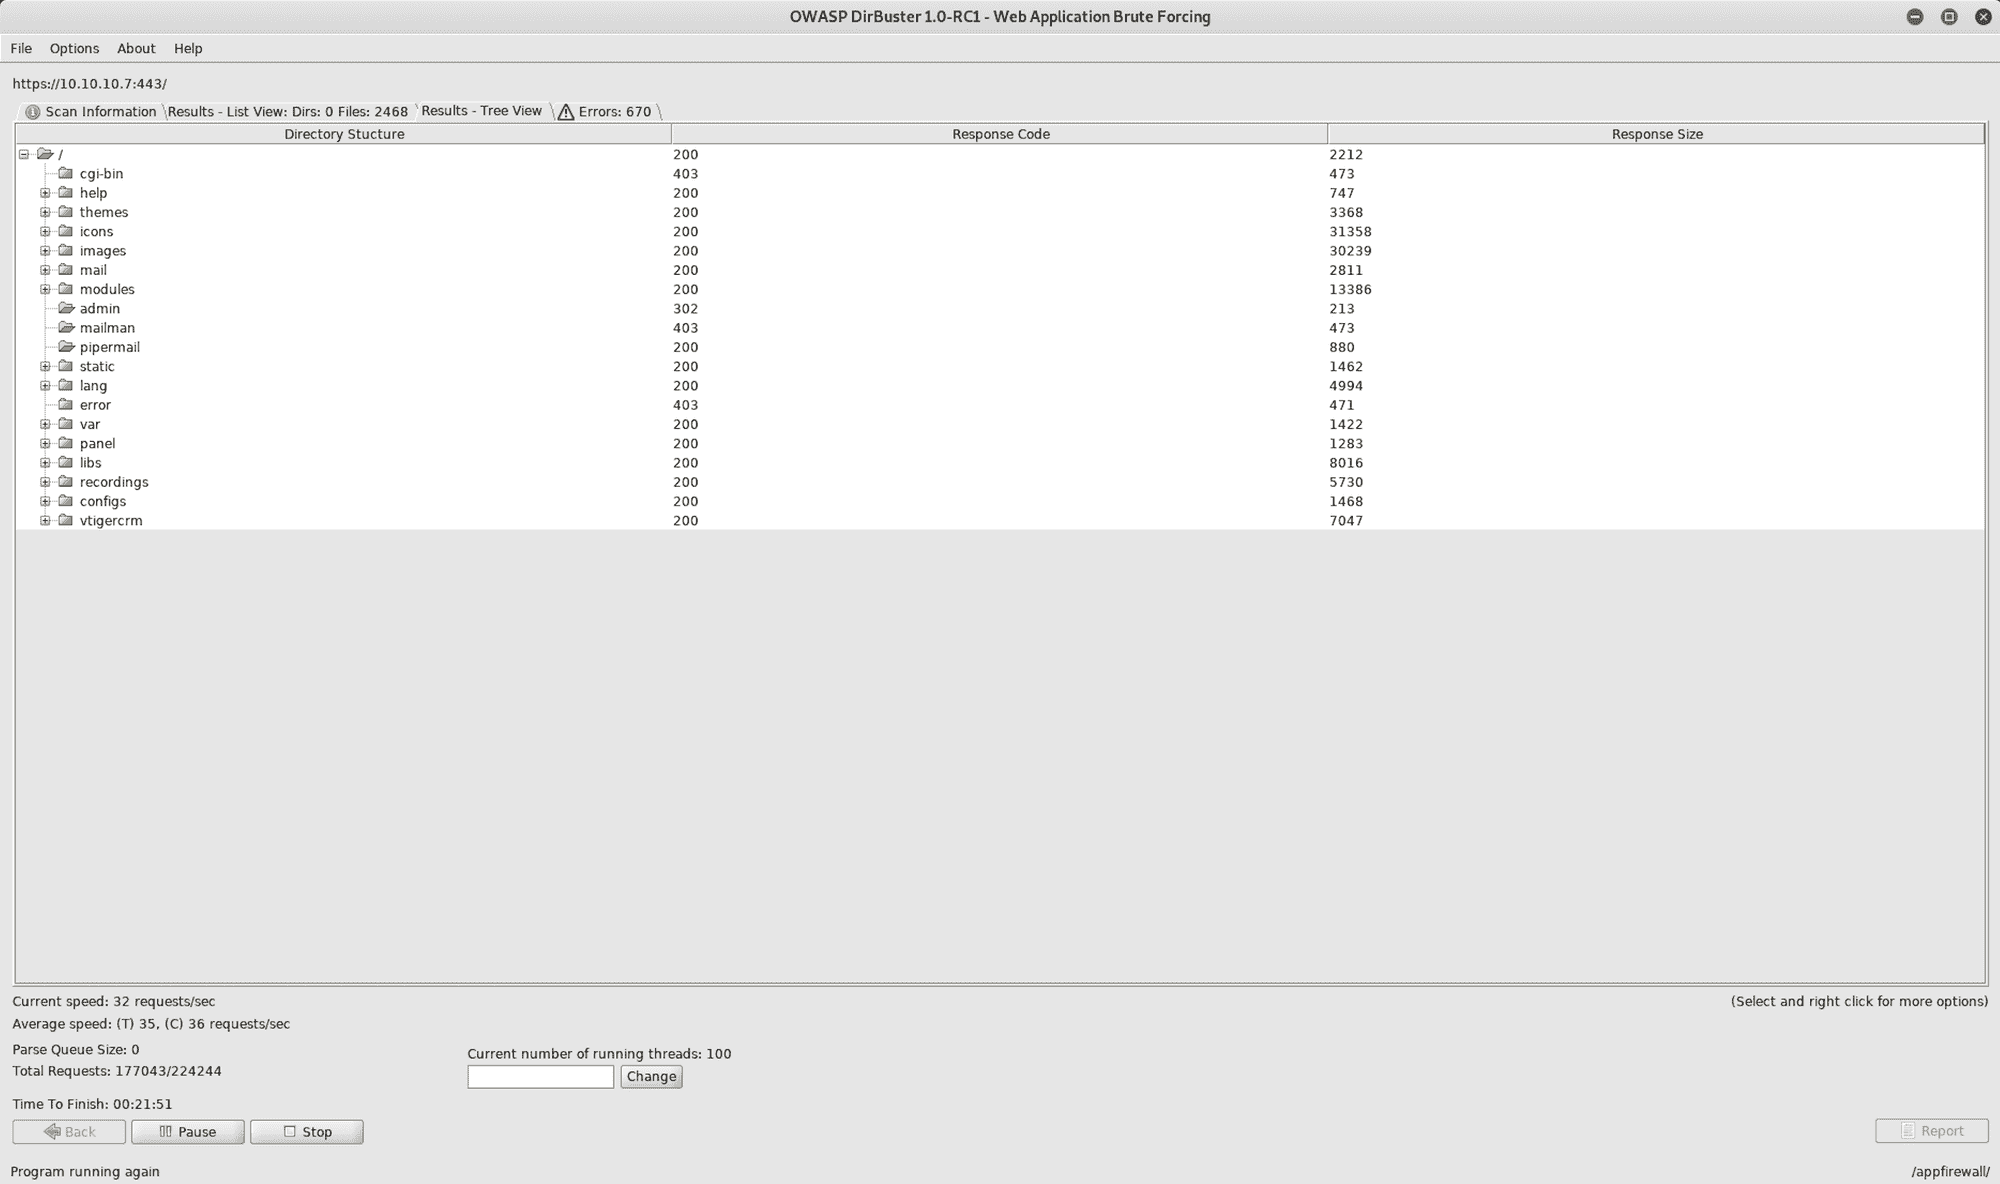 OWASP DirBuster 1.0-RC1 - Web Application Brute Forcing
File Options About Help
https://10.10.10.7:443/
Scan Information Results - List View: Dirs: 0 Files: 2468 Results - Tree View Errors: 670
Directory Stucture Response Code Response Size
/ 200 2212
cgi-bin 403 473
help 200 747
themes 200 3368
icons 200 31358
images 200 30239
mail 200 2811
modules 200 13386
admin 302 213
mailman 403 473
pipermail 200 880
static 200 1462
lang 200 4994
error 403 471
var 200 1422
panel 200 1283
libs 200 8016
recordings 200 5730
configs 200 1468
vtigercrm 200 7047
Current speed: 32 requests/sec (Select and right click for more options)
Average speed: (T) 35, (C) 36 requests/sec
Parse Queue Size: 0
Current number of running threads: 100
Total Requests: 177043/224244
Change
Time To Finish: 00:21:51
Back Pause Stop Report
Program running again /appfirewall/